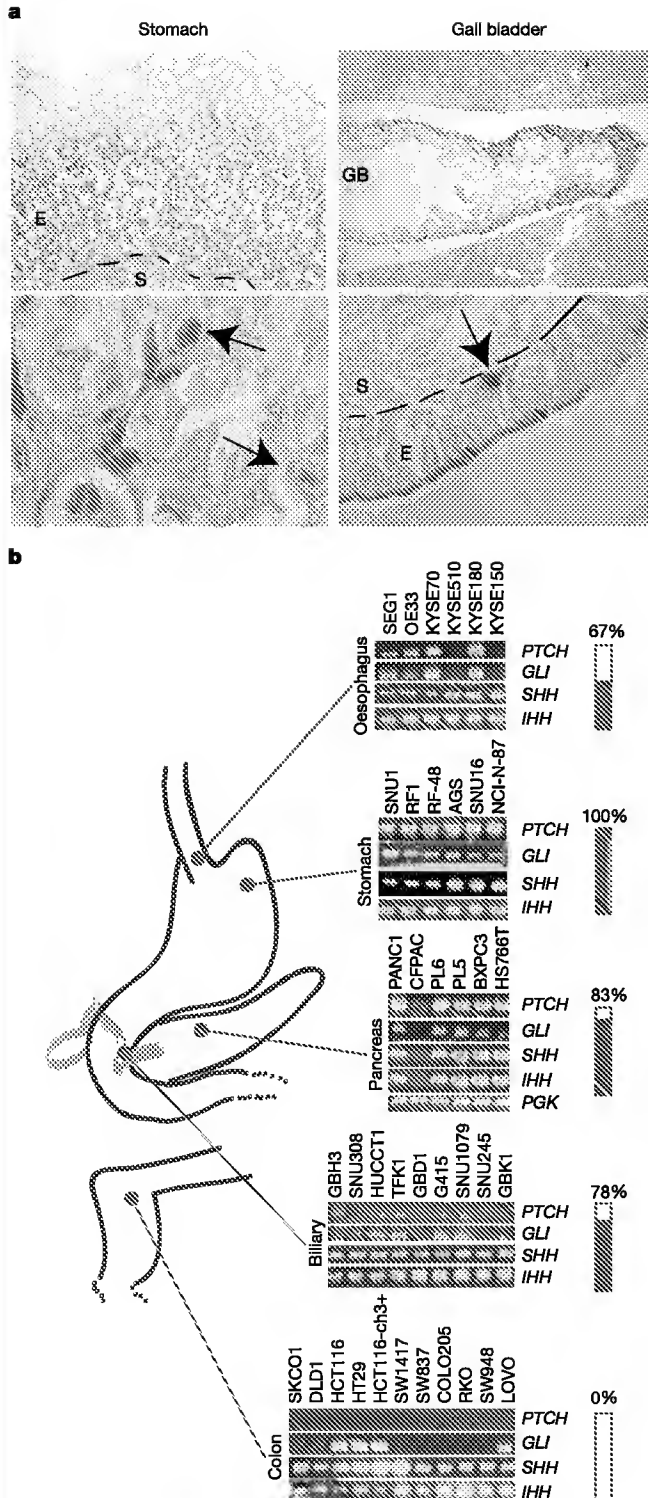 a
Stomach Gall bladder
E
S
GB
S
E
b
Oesophagus
SEG1 OE33 KYSE70 KYSE510 KYSE180 KYSE150
PTCH
GLI
SHH
IHH
67%
Stomach
SNU1 RF1 RF-48 AGS SNU16 NCI-N-87
PTCH
GLI
SHH
IHH
100%
Pancreas
PANC1 CFPAC PL6 PL5 BXPC3 HS766T
PTCH
GLI
SHH
IHH
PGK
83%
Biliary
GBH3 SNU308 HUCCT1 TFK1 GBD1 G415 SNU1079 SNU245 GBK1
PTCH
GLI
SHH
IHH
78%
Colon
SKCO1 DLD1 HCT116 HT29 HCT116-ch3+ SW1417 SW837 COLO205 RKO SW948 LOVO
PTCH
GLI
SHH
IHH
0%